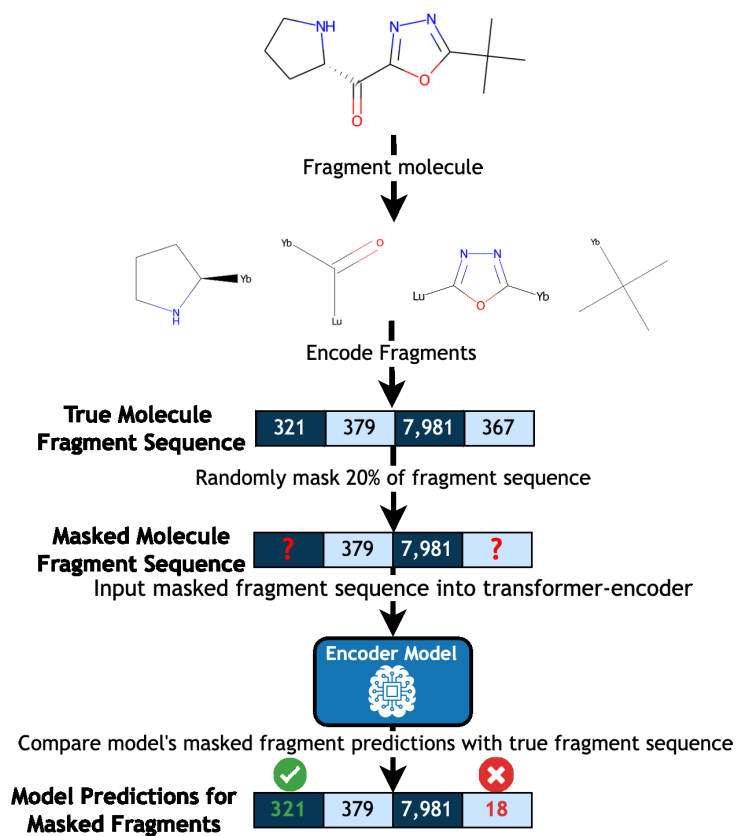 NH
N N
O
O
Fragment molecule
Yb O Yb
N N
Yb
Lu Yb
O
N
H
Lu
Encode Fragments
True Molecule
Fragment Sequence
321 379 7,981 367
Randomly mask 20% of fragment sequence
Masked Molecule
Fragment Sequence
? 379 7,981 ?
Input masked fragment sequence into transformer-encoder
Encoder Model
Compare model's masked fragment predictions with true fragment sequence
Model Predictions for
Masked Fragments
321 379 7,981 18